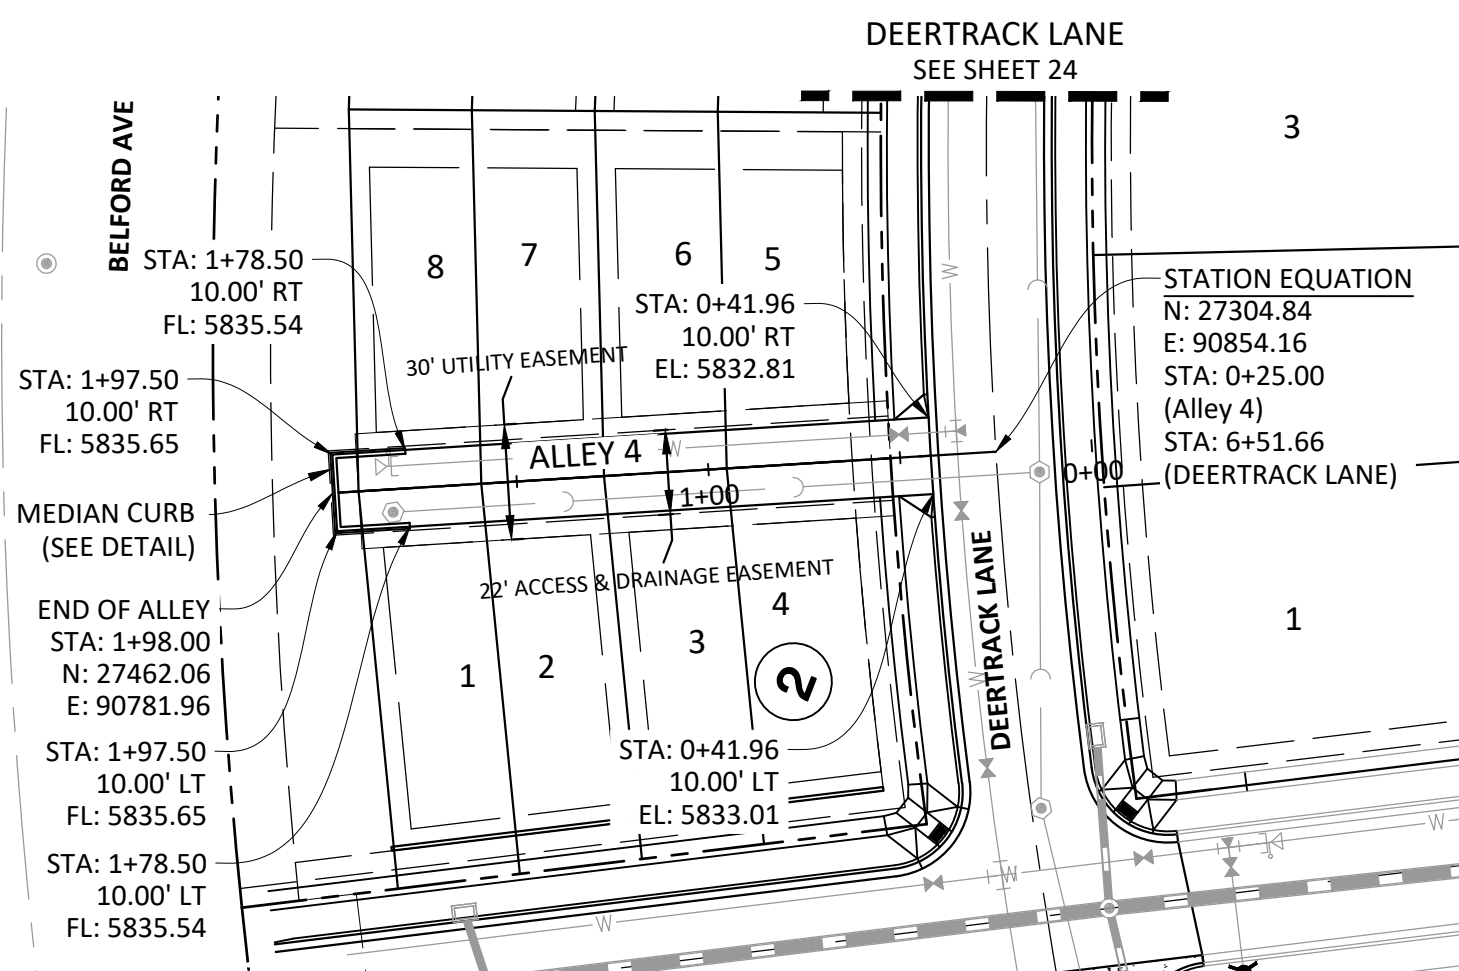 DEERTRACK LANE
SEE SHEET 24
BELFORD AVE
3
8
7
6
5
STA: 1+78.50
10.00' RT
FL: 5835.54
STA: 0+41.96
10.00' RT
EL: 5832.81
STATION EQUATION
N: 27304.84
E: 90854.16
STA: 0+25.00
(Alley 4)
STA: 6+51.66
(DEERTRACK LANE)
W
30' UTILITY EASEMENT
STA: 1+97.50
10.00' RT
FL: 5835.65
ALLEY 4
W
0+00
1+00
MEDIAN CURB
(SEE DETAIL)
22' ACCESS & DRAINAGE EASEMENT
DEERTRACK LANE
W
END OF ALLEY
STA: 1+98.00
N: 27462.06
E: 90781.96
1
2
3
4
2
1
STA: 1+97.50
10.00' LT
FL: 5835.65
STA: 0+41.96
10.00' LT
EL: 5833.01
STA: 1+78.50
10.00' LT
FL: 5835.54
W
W
W